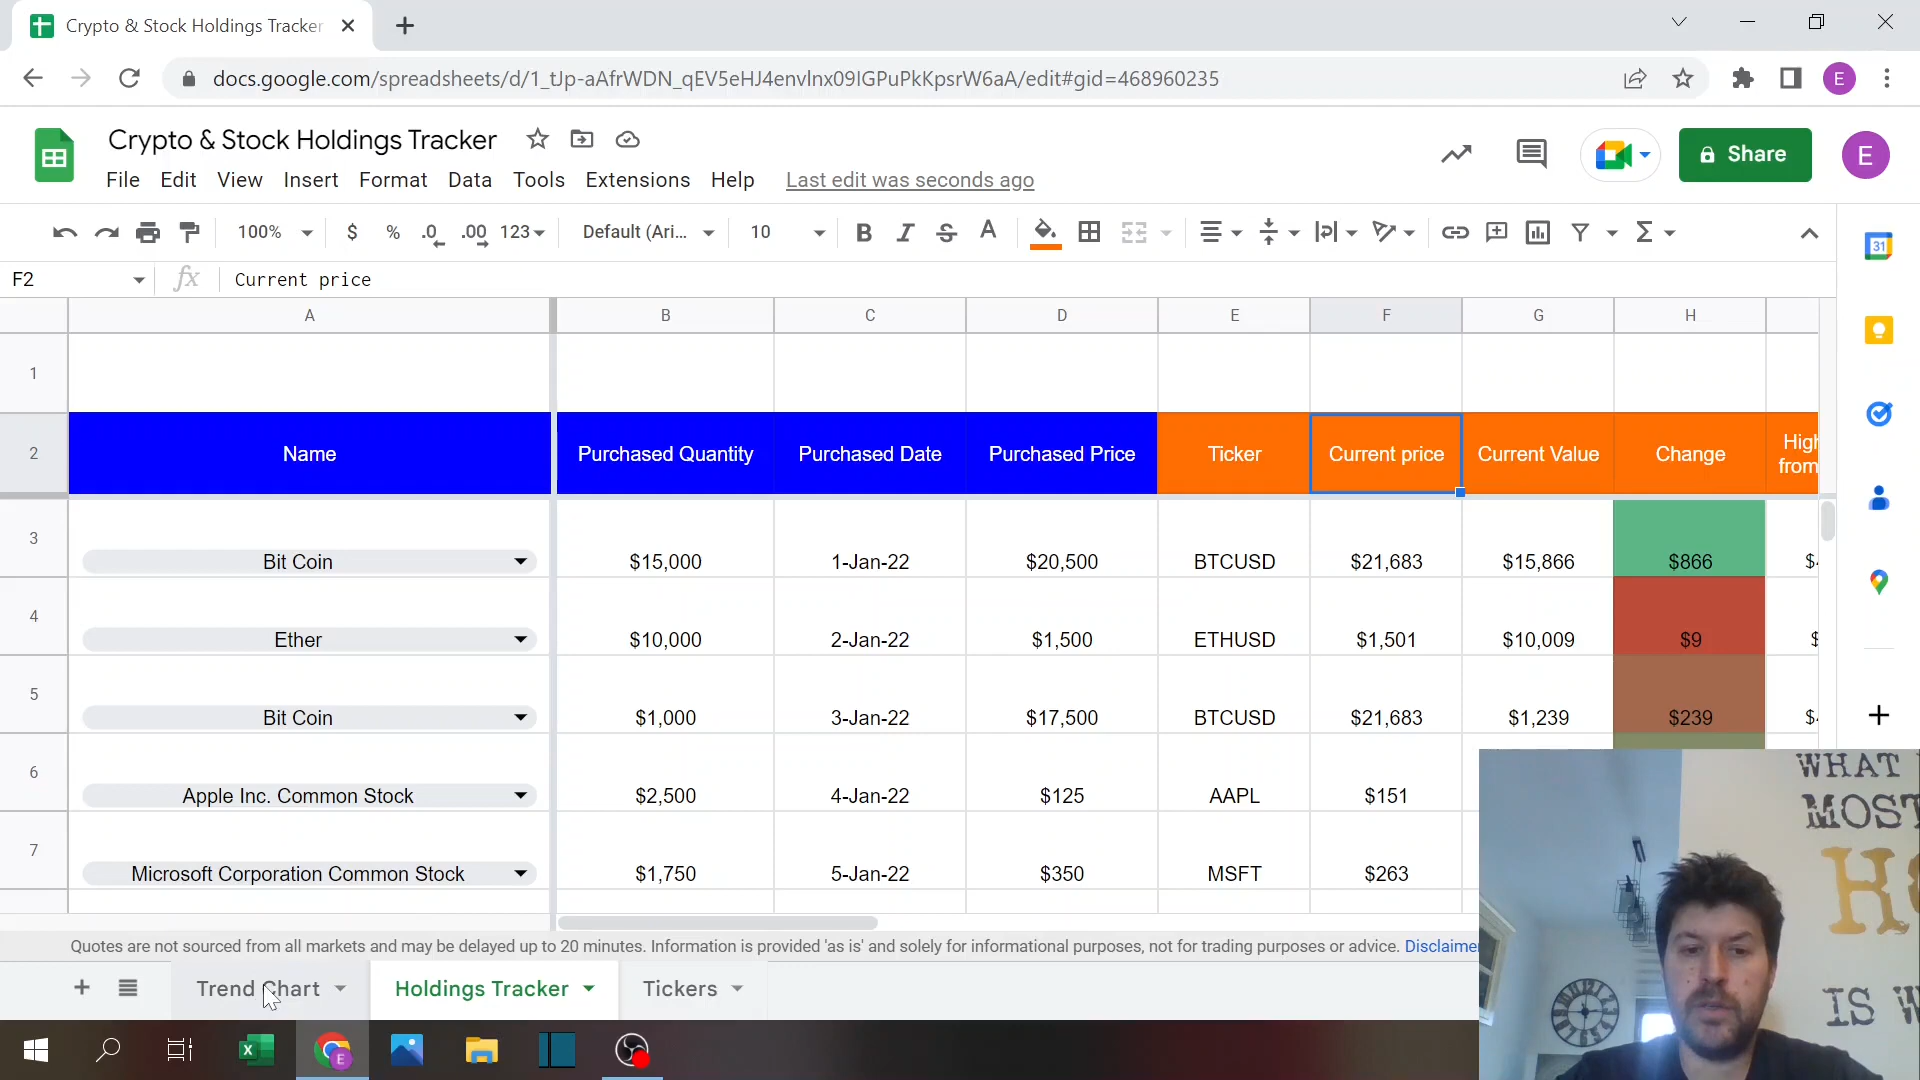 Crypto & Stock Holdings Tracker
docs.google.com/spreadsheets/d/1_tJp-aAfrWDN_qEV5eHJ4envlnx09IGPuPkKpsrW6aA/edit#gid=468960235
E
Crypto & Stock Holdings Tracker
Share
E
File Edit View Insert Format Data Tools Extensions Help Last edit was seconds ago
100% $ % .0 .00 123 Default (Ari... 10 B I S A
31
F2 fx Current price
A B C D E F G H
1
2 Name Purchased Quantity Purchased Date Purchased Price Ticker Current price Current Value Change
3 Bit Coin $15,000 1-Jan-22 $20,500 BTCUSD $21,683 $15,866 $866
4 Ether $10,000 2-Jan-22 $1,500 ETHUSD $1,501 $10,009 $9
5 Bit Coin $1,000 3-Jan-22 $17,500 BTCUSD $21,683 $1,239 $239
6 Apple Inc. Common Stock $2,500 4-Jan-22 $125 AAPL $151
7 Microsoft Corporation Common Stock $1,750 5-Jan-22 $350 MSFT $263
WHAT
MOST
IS
Quotes are not sourced from all markets and may be delayed up to 20 minutes. Information is provided 'as is' and solely for informational purposes, not for trading purposes or advice. Disclaimer
Trend Chart Holdings Tracker Tickers